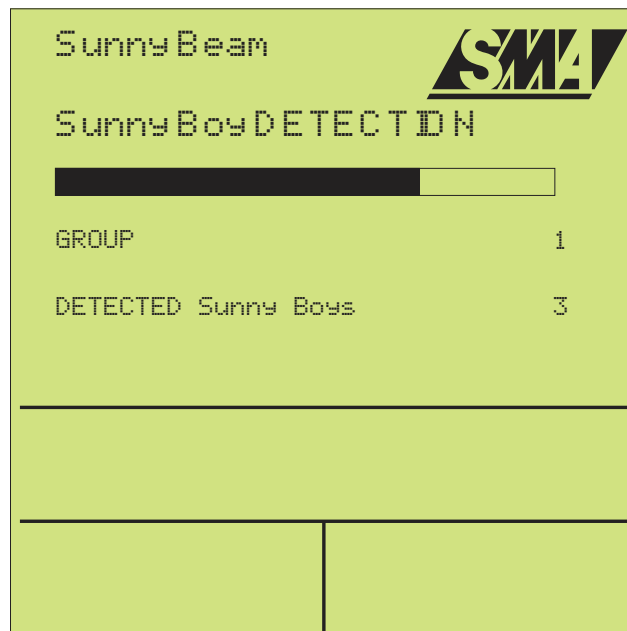 Sunny Beam
SMA
Sunny Boy DETECTION
GROUP 1
DETECTED Sunny Boys 3